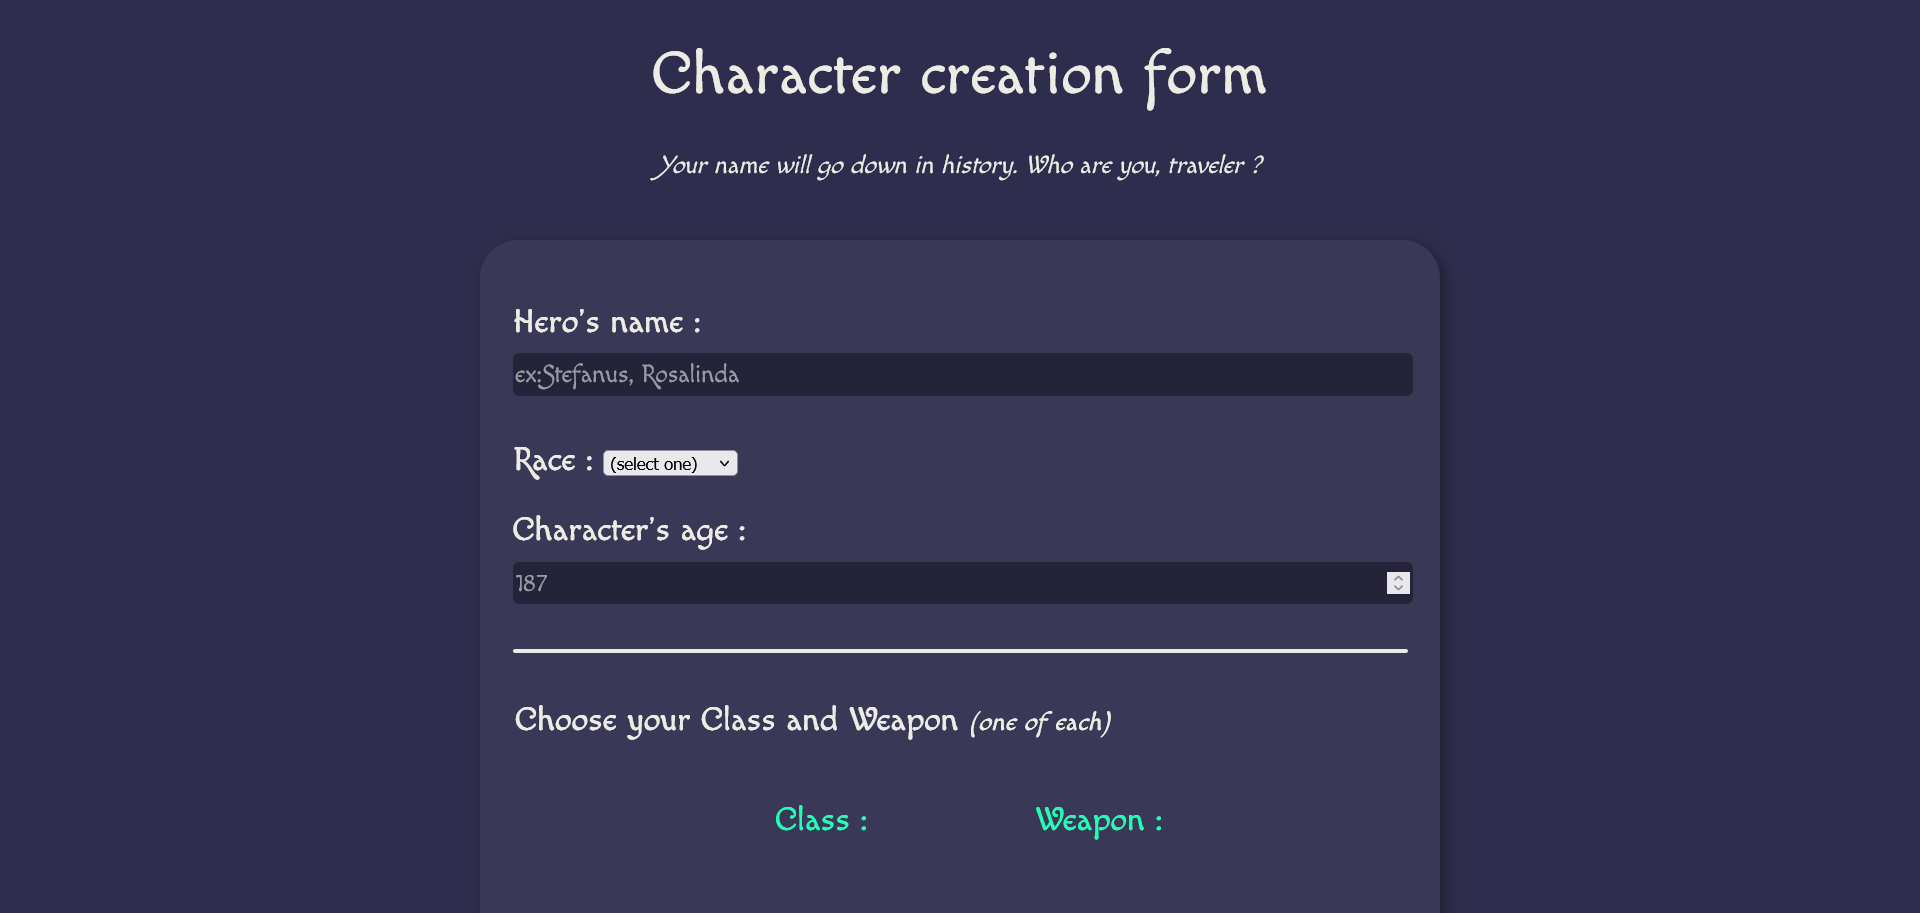 Character creation form
Your name will go down in history. Who are you, traveler ?
Hero's name :
ex:Stefanus, Rosalinda
Race : (select one)
Character's age :
187
Choose your Class and Weapon (one of each)
Class : Weapon :